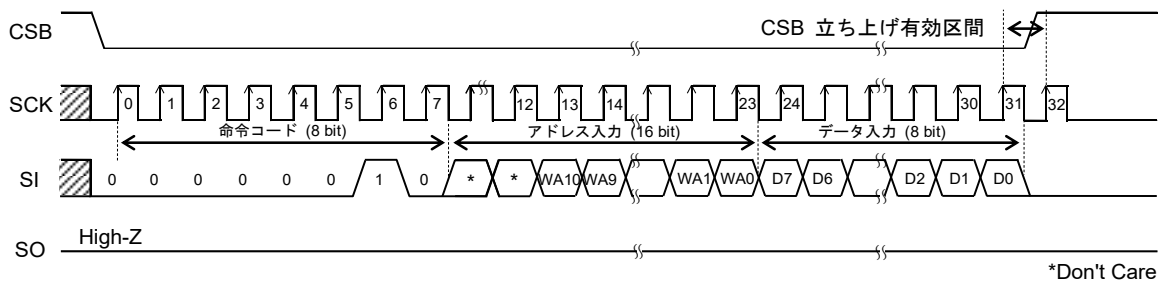 CSB
CSB 立ち上げ有効区間
SCK
0 1 2 3 4 5 6 7 12 13 14 23 24 30 31 32
命令コード (8 bit) アドレス入力 (16 bit) データ入力 (8 bit)
SI
0 0 0 0 0 0 1 0 * * WA10 WA9 WA1 WA0 D7 D6 D2 D1 D0
High-Z
SO
*Don't Care